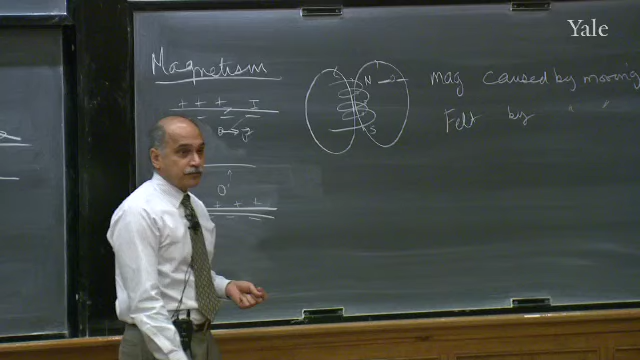 Yale
Magnetism
+ + + I
N
S
Mag caused by moving
Felt by " "
+ + +